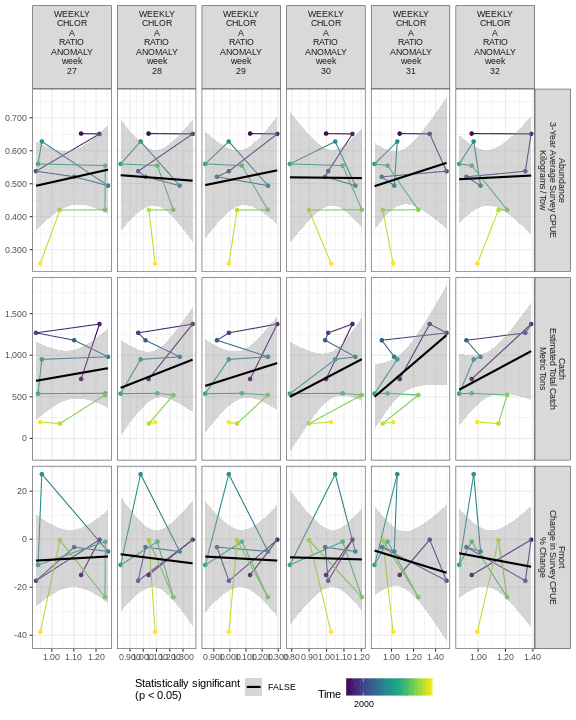 WEEKLY
CHLOR
A
RATIO
ANOMALY
week
27
WEEKLY
CHLOR
A
RATIO
ANOMALY
week
28
WEEKLY
CHLOR
A
RATIO
ANOMALY
week
29
WEEKLY
CHLOR
A
RATIO
ANOMALY
week
30
WEEKLY
CHLOR
A
RATIO
ANOMALY
week
31
WEEKLY
CHLOR
A
RATIO
ANOMALY
week
32
0.700
0.600
0.500
0.400
0.300
Abundance
3-Year Average Survey CPUE
Kilograms / Tow
1,500
1,000
500
0
Catch
Estimated Total Catch
Metric Tons
20
0
-20
-40
Fmort
Change in Survey CPUE
% Change
1.00 1.10 1.20
1.00 1.20 1.40
1.00 1.20 1.40
Statistically significant
(p < 0.05)
FALSE
Time
2000